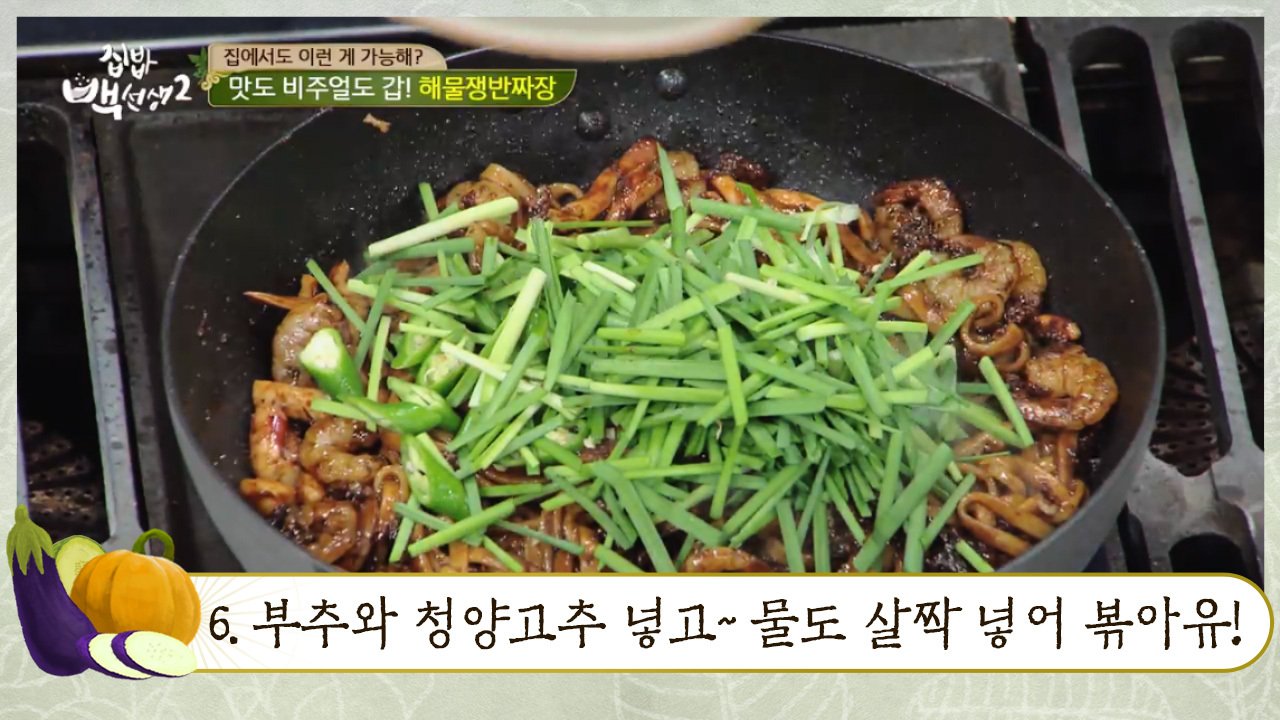 집밥
백선생2
집에서도 이런 게 가능해?
맛도 비주얼도 갑! 해물쟁반짜장
6. 부추와 청양고추 넣고~ 물도 살짝 넣어 볶아유!